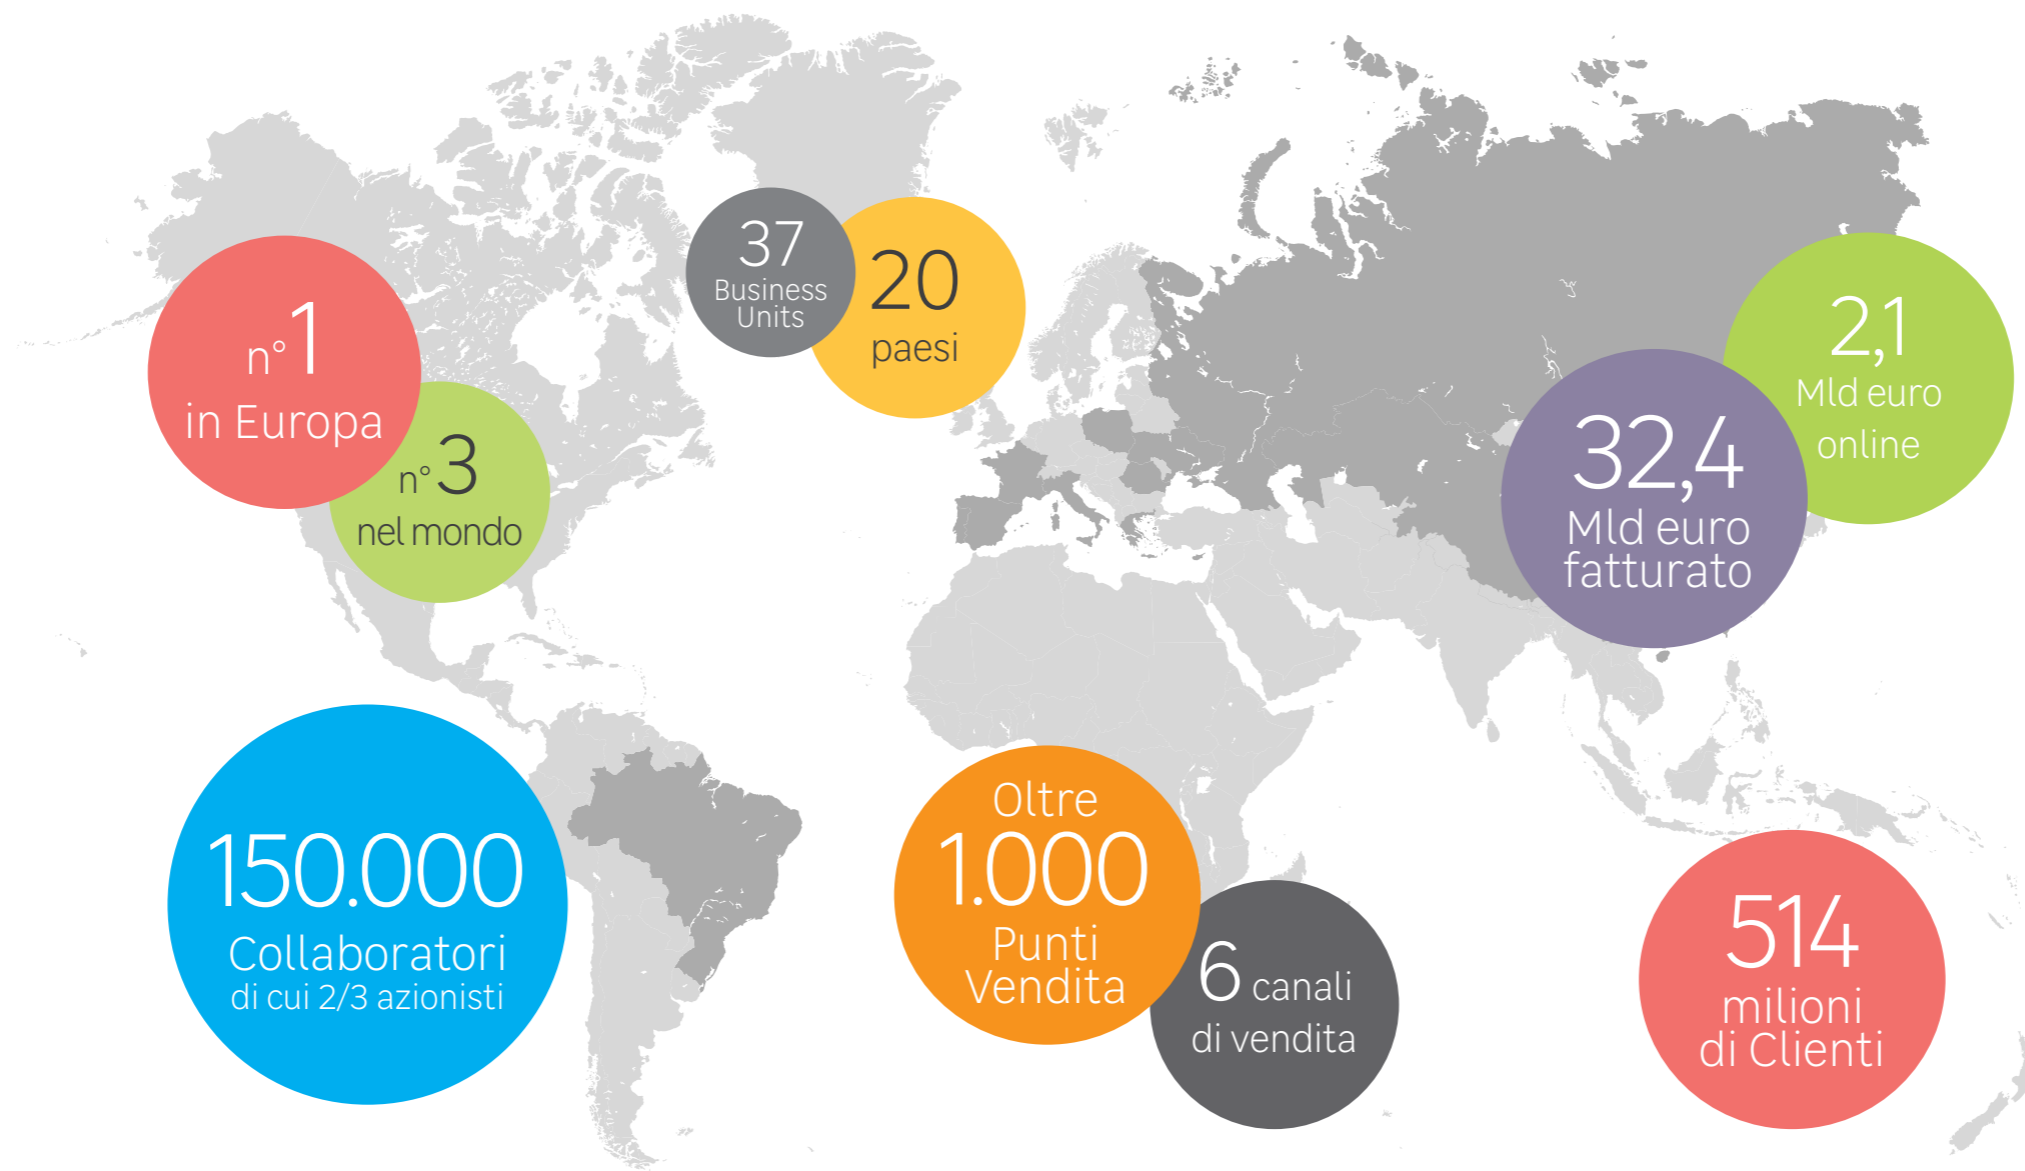 n°1
in Europa
n°3
nel mondo
37
Business
Units
20
paesi
2,1
Mld euro
online
32,4
Mld euro
fatturato
150.000
Collaboratori
di cui 2/3 azionisti
Oltre
1.000
Punti
Vendita
6 canali
di vendita
514
milioni
di Clienti